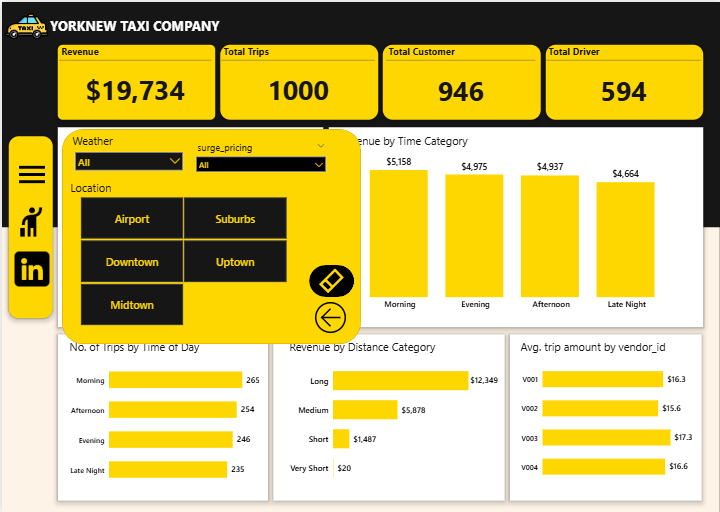 TAXI
YORKNEW TAXI COMPANY
Revenue
$19,734
Total Trips
1000
Total Customer
946
Total Driver
594
in
Weather
All
surge_pricing
All
Location
Airport
Suburbs
Downtown
Uptown
Midtown
enue by Time Category
$5,158
$4,975
$4,937
$4,664
Morning
Evening
Afternoon
Late Night
No. of Trips by Time of Day
Morning 265
Afternoon 254
Evening 246
Late Night 235
Revenue by Distance Category
Long $12,349
Medium $5,878
Short $1,487
Very Short $20
Avg. trip amount by vendor_id
V001 $16.3
V002 $15.6
V003 $17.3
V004 $16.6